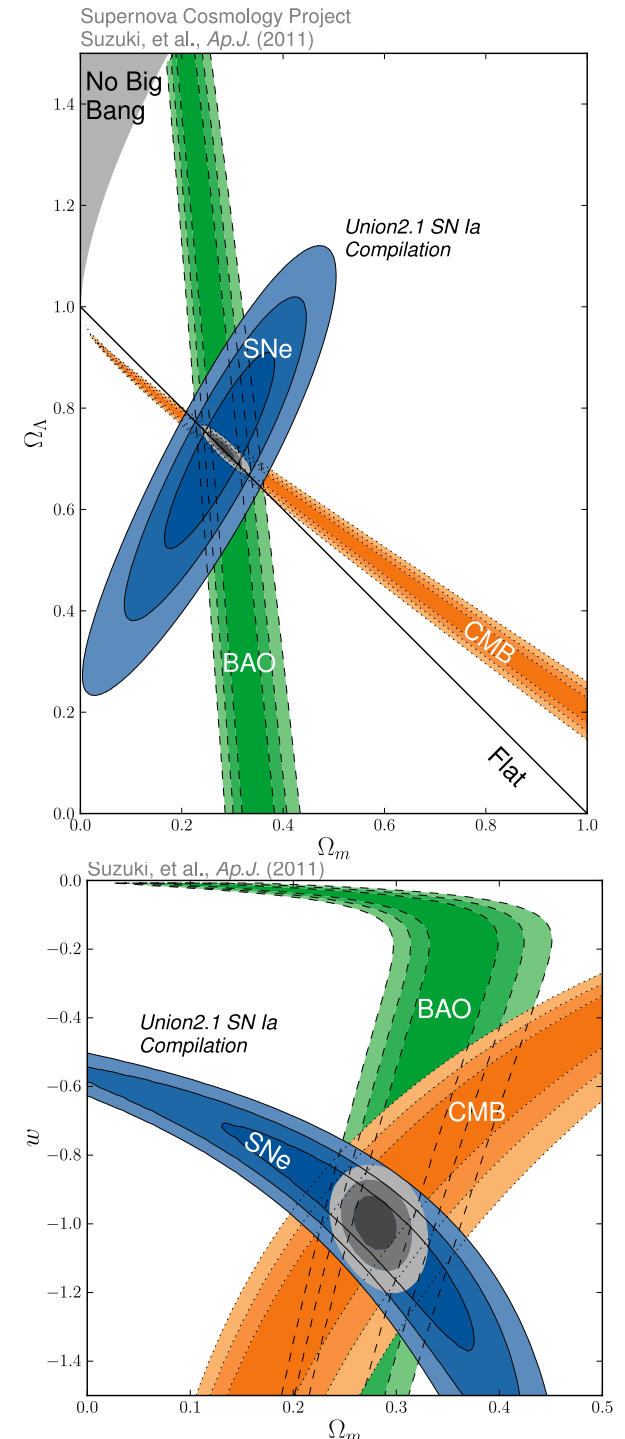 Supernova Cosmology Project
Suzuki, et al., Ap.J. (2011)
No Big
Bang
Union2.1 SN Ia
Compilation
SNe
CMB
BAO
Flat
1.4
1.2
1.0
0.8
0.6
0.4
0.2
0.0
Ω_Λ
0.0 0.2 0.4 0.6 0.8 1.0
Ω_m
Suzuki, et al., Ap.J. (2011)
0.0
−0.2
−0.4
−0.6
−0.8
−1.0
−1.2
−1.4
w
BAO
Union2.1 SN Ia
Compilation
CMB
SNe
0.0 0.1 0.2 0.3 0.4 0.5
Ω_m